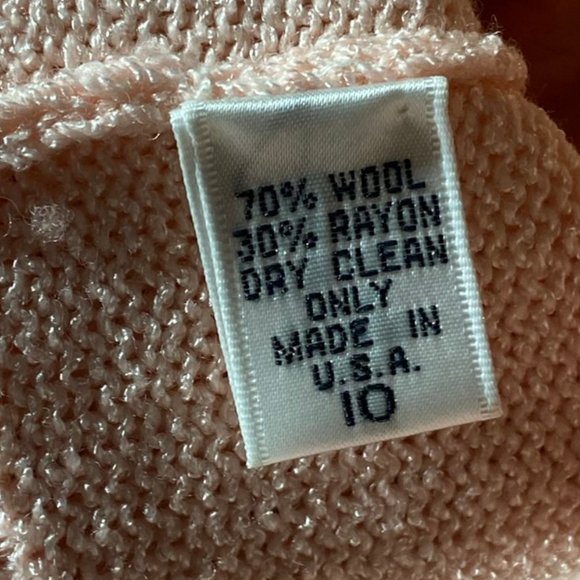 70% WOOL
30% RAYON
DRY CLEAN
ONLY
MADE IN
U.S.A.
10